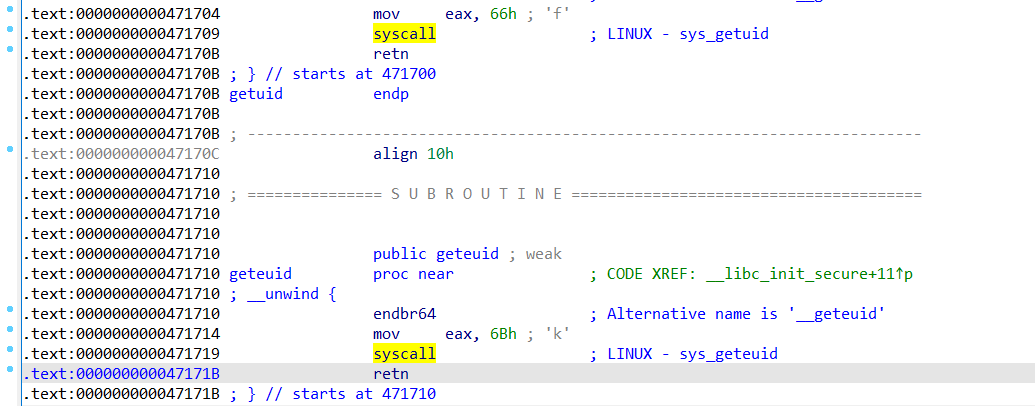 .text:0000000000471704 mov eax, 66h ; 'f'
.text:0000000000471709 syscall ; LINUX - sys_getuid
.text:000000000047170B retn
.text:000000000047170B ; } // starts at 471700
.text:000000000047170B getuid endp
.text:000000000047170B
.text:000000000047170B ; ---------------------------------------------------------------------------
.text:000000000047170C align 10h
.text:0000000000471710
.text:0000000000471710 ; =============== S U B R O U T I N E =======================================
.text:0000000000471710
.text:0000000000471710
.text:0000000000471710 public geteuid ; weak
.text:0000000000471710 geteuid proc near ; CODE XREF: __libc_init_secure+11↑p
.text:0000000000471710 ; __unwind {
.text:0000000000471710 endbr64 ; Alternative name is '__geteuid'
.text:0000000000471714 mov eax, 6Bh ; 'k'
.text:0000000000471719 syscall ; LINUX - sys_geteuid
.text:000000000047171B retn
.text:000000000047171B ; } // starts at 471710